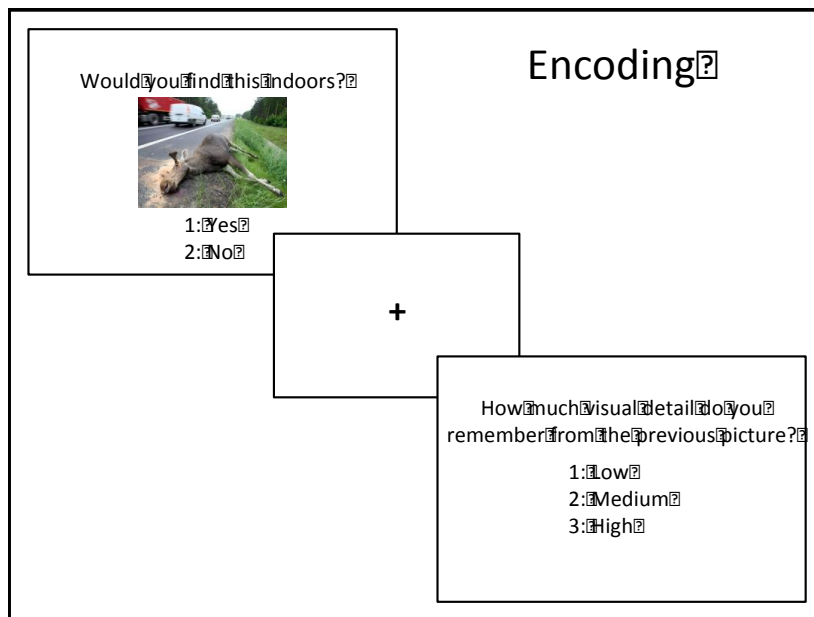 Encoding
Would you find this indoors?
1: Yes
2: No
+
How much visual detail do you
remember from the previous picture?
1: Low
2: Medium
3: High